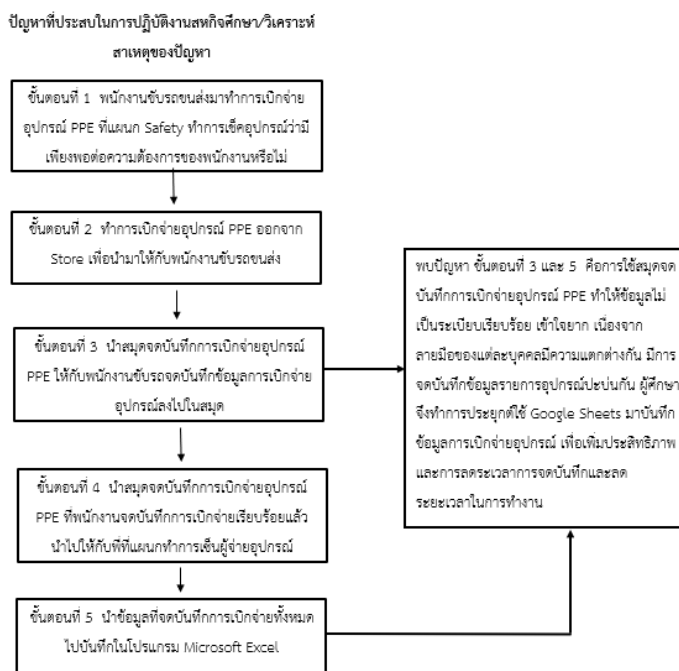 ปัญหาที่ประสบในการปฏิบัติงานสหกิจศึกษา/วิเคราะห์
สาเหตุของปัญหา
ขั้นตอนที่ 1 พนักงานขับรถขนส่งมาทำการเบิกจ่าย
อุปกรณ์ PPE ที่แผนก Safety ทำการเช็คอุปกรณ์ว่ามี
เพียงพอต่อความต้องการของพนักงานหรือไม่
ขั้นตอนที่ 2 ทำการเบิกจ่ายอุปกรณ์ PPE ออกจาก
Store เพื่อนำมาให้กับพนักงานขับรถขนส่ง
ขั้นตอนที่ 3 นำสมุดจดบันทึกการเบิกจ่ายอุปกรณ์
PPE ให้กับพนักงานขับรถจดบันทึกข้อมูลการเบิกจ่าย
อุปกรณ์ลงไปในสมุด
ขั้นตอนที่ 4 นำสมุดจดบันทึกการเบิกจ่ายอุปกรณ์
PPE ที่พนักงานจดบันทึกการเบิกจ่ายเรียบร้อยแล้ว
นำไปให้กับพี่ที่แผนกทำการเซ็นผู้จ่ายอุปกรณ์
ขั้นตอนที่ 5 นำข้อมูลที่จดบันทึกการเบิกจ่ายทั้งหมด
ไปบันทึกในโปรแกรม Microsoft Excel
พบปัญหา ขั้นตอนที่ 3 และ 5 คือการใช้สมุดจด
บันทึกการเบิกจ่ายอุปกรณ์ PPE ทำให้ข้อมูลไม่
เป็นระเบียบเรียบร้อย เข้าใจยาก เนื่องจาก
ลายมือของแต่ละบุคคลมีความแตกต่างกัน มีการ
จดบันทึกข้อมูลรายการอุปกรณ์ปะปนกัน ผู้ศึกษา
จึงทำการประยุกต์ใช้ Google Sheets มาบันทึก
ข้อมูลการเบิกจ่ายอุปกรณ์ เพื่อเพิ่มประสิทธิภาพ
และการลดระเวลาการจดบันทึกและลด
ระยะเวลาในการทำงาน